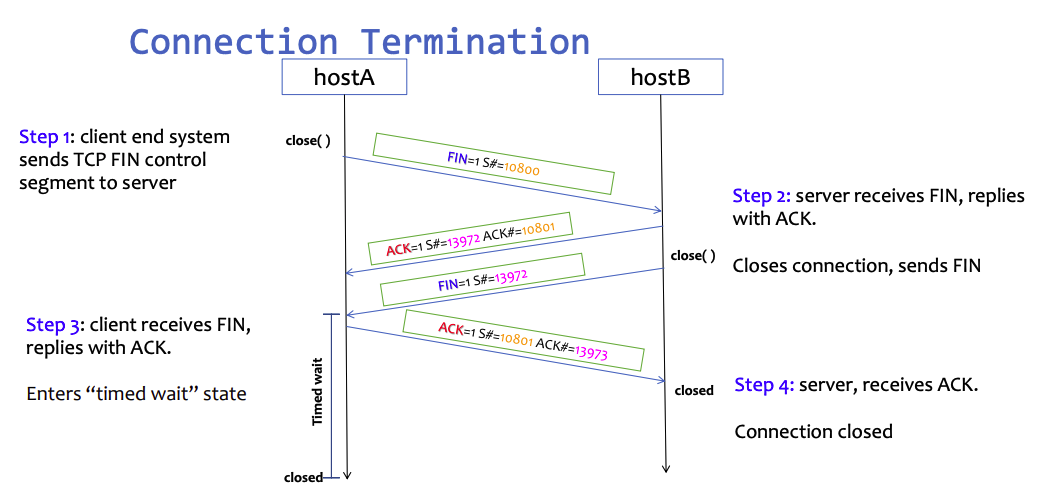 Connection Termination
hostA
hostB
Step 1: client end system
sends TCP FIN control
segment to server
close( )
FIN=1 S#=10800
Step 2: server receives FIN, replies
with ACK.
Closes connection, sends FIN
ACK=1 S#=13972 ACK#=10801
close( )
FIN=1 S#=13972
Step 3: client receives FIN,
replies with ACK.
Enters “timed wait” state
ACK=1 S#=10801 ACK#=13973
Timed wait
closed
Step 4: server, receives ACK.
Connection closed
closed